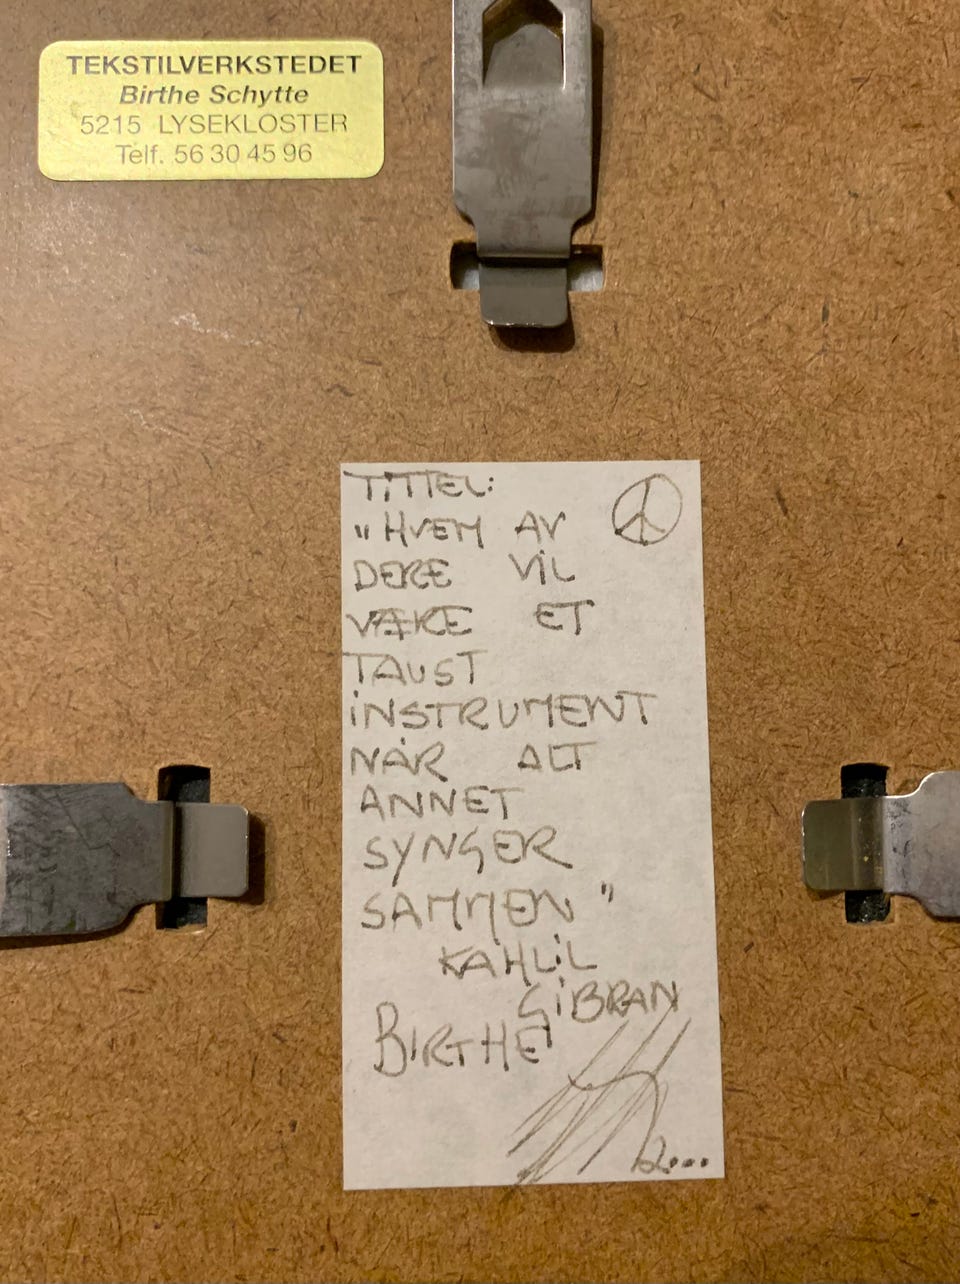 TEKSTILVERKSTEDET
Birthe Schytte
5215 LYSEKLOSTER
Telf. 56 30 45 96
TITTEL:
"HVEM AV
DERE VIL
VÆRE ET
TAUST
INSTRUMENT
NÅR ALT
ANNET
SYNGER
SAMMEN"
KAHLIL
GIBRAN
BIRTHE